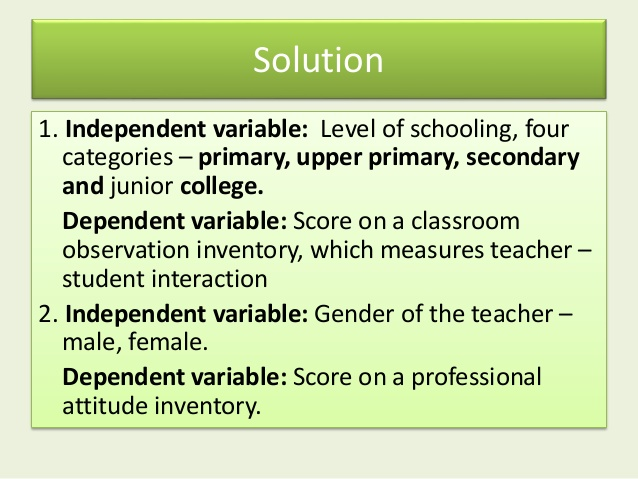 Solution
1. Independent variable: Level of schooling, four
categories – primary, upper primary, secondary
and junior college.
Dependent variable: Score on a classroom
observation inventory, which measures teacher –
student interaction
2. Independent variable: Gender of the teacher –
male, female.
Dependent variable: Score on a professional
attitude inventory.